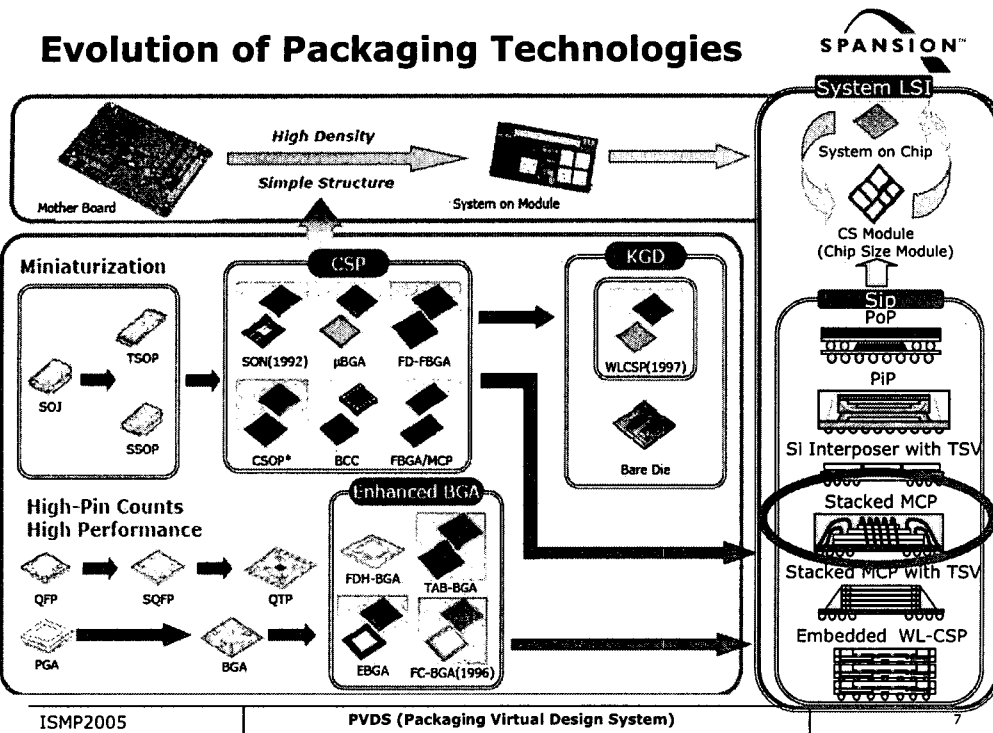 Evolution of Packaging Technologies
SPANSION™
High Density
Simple Structure
Mother Board
System on Module
System LSI
System on Chip
CS Module
(Chip Size Module)
Miniaturization
SOJ
TSOP
SSOP
CSP
SON(1992)
µBGA
FD-FBGA
CSOP*
BCC
FBGA/MCP
KGD
WLCSP(1997)
Bare Die
High-Pin Counts
High Performance
QFP
SQFP
QTP
PGA
BGA
Enhanced BGA
FDH-BGA
TAB-BGA
EBGA
FC-BGA(1996)
Sip
PoP
PiP
Si Interposer with TSV
Stacked MCP
Stacked MCP with TSV
Embedded WL-CSP
ISMP2005
PVDS (Packaging Virtual Design System)
7